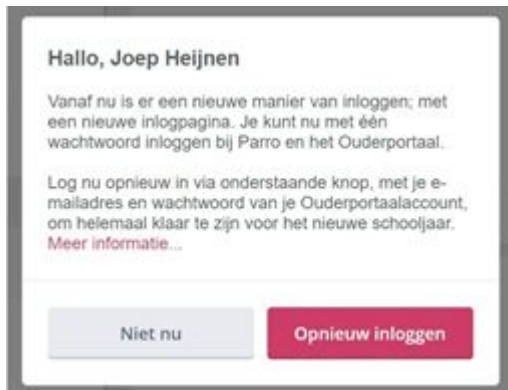 Hallo, Joep Heijnen
Vanaf nu is er een nieuwe manier van inloggen; met
een nieuwe inlogpagina. Je kunt nu met één
wachtwoord inloggen bij Parro en het Ouderportaal.
Log nu opnieuw in via onderstaande knop, met je e-
mailadres en wachtwoord van je Ouderportaalaccount,
om helemaal klaar te zijn voor het nieuwe schooljaar.
Meer informatie...
Niet nu
Opnieuw inloggen